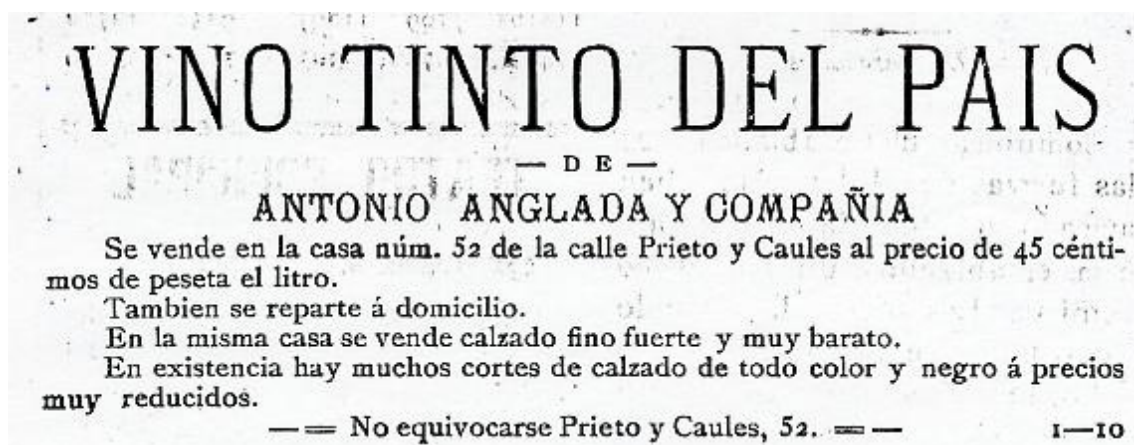 VINO TINTO DEL PAIS
— DE —
ANTONIO ANGLADA Y COMPAÑIA
Se vende en la casa núm. 52 de la calle Prieto y Caules al precio de 45 cénti-
mos de peseta el litro.
Tambien se reparte á domicilio.
En la misma casa se vende calzado fino fuerte y muy barato.
En existencia hay muchos cortes de calzado de todo color y negro á precios
muy reducidos.
—= No equivocarse Prieto y Caules, 52. =— 1—10